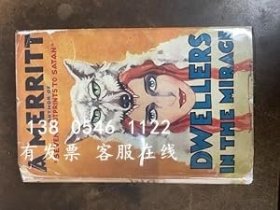 A. MERRITT
AUTHOR OF
"SEVEN FOOTPRINTS TO SATAN"
138 0546 1122
有发票 客服在线
DWELLERS
IN THE MIRAGE